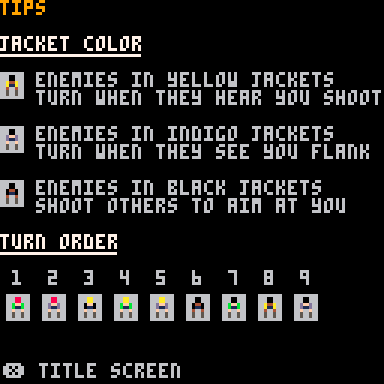 TIPS
JACKET COLOR
ENEMIES IN YELLOW JACKETS
TURN WHEN THEY HEAR YOU SHOOT
ENEMIES IN INDIGO JACKETS
TURN WHEN THEY SEE YOU FLANK
ENEMIES IN BLACK JACKETS
SHOOT OTHERS TO AIM AT YOU
TURN ORDER
1 2 3 4 5 6 7 8 9
TITLE SCREEN